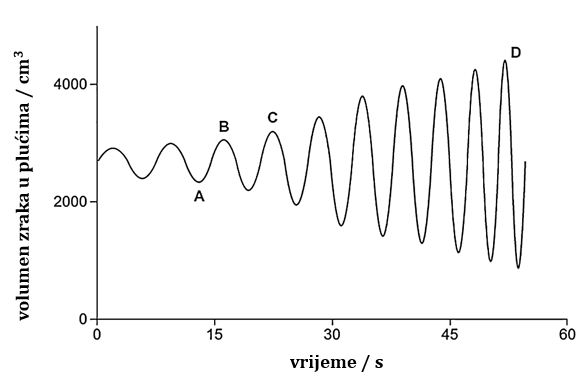 volumen zraka u plućima / cm³
4000
2000
0
A
B
C
D
0
15
30
45
60
vrijeme / s